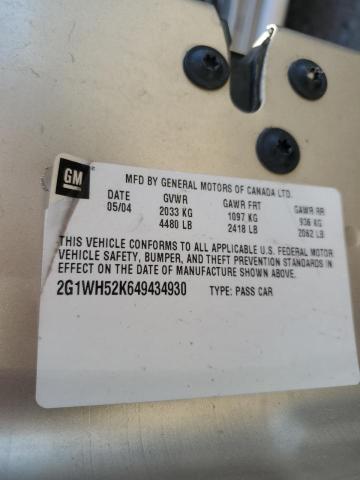 GM
MFD BY GENERAL MOTORS OF CANADA LTD.
DATE GVWR GAWR FRT GAWR RR
05/04 2033 KG 1097 KG 936 KG
4480 LB 2418 LB 2062 LB
THIS VEHICLE CONFORMS TO ALL APPLICABLE U.S. FEDERAL MOTOR
VEHICLE SAFETY, BUMPER, AND THEFT PREVENTION STANDARDS IN
EFFECT ON THE DATE OF MANUFACTURE SHOWN ABOVE.
2G1WH52K649434930 TYPE: PASS CAR